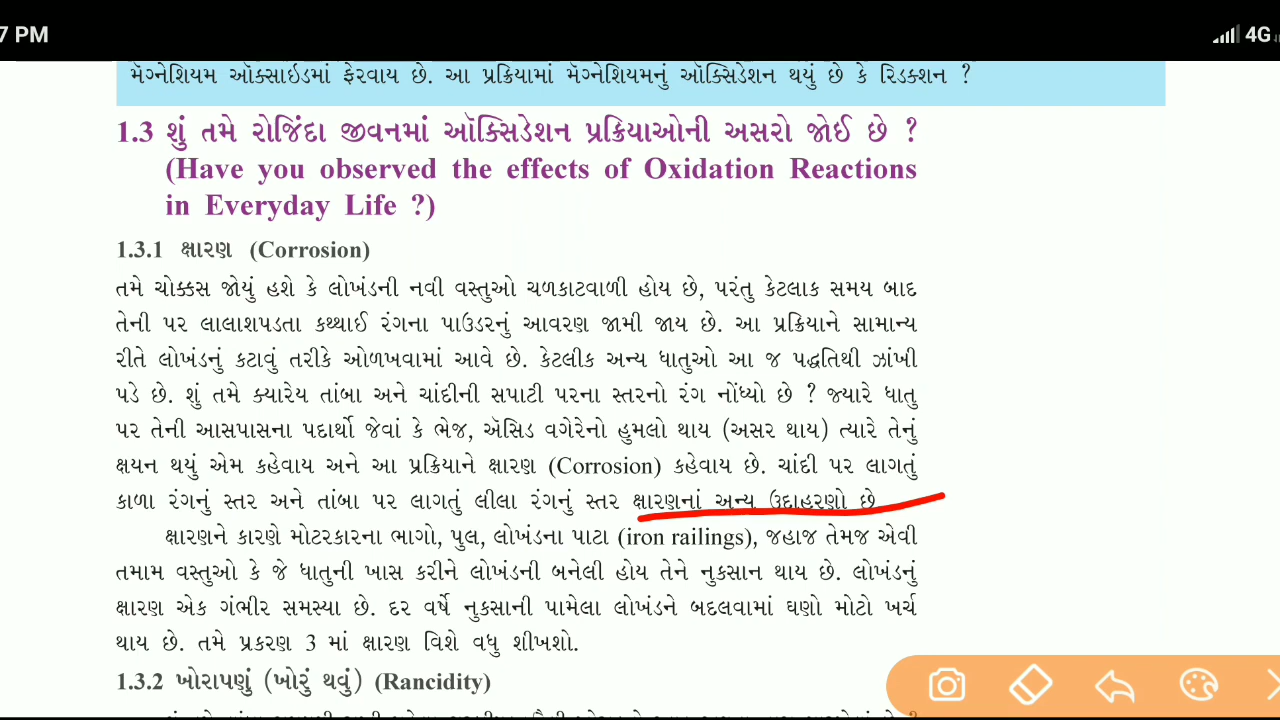 7 PM
4G
મૅગ્નેશિયમ ઑક્સાઇડમાં ફેરવાય છે. આ પ્રક્રિયામાં મૅગ્નેશિયમનું ઑક્સિડેશન થયું છે કે રિડક્શન ?
1.3 શું તમે રોજિંદા જીવનમાં ઑક્સિડેશન પ્રક્રિયાઓની અસરો જોઈ છે ?
(Have you observed the effects of Oxidation Reactions
in Everyday Life ?)
1.3.1 ક્ષારણ (Corrosion)
તમે ચોક્કસ જોયું હશે કે લોખંડની નવી વસ્તુઓ ચળકાટવાળી હોય છે, પરંતુ કેટલાક સમય બાદ
તેની પર લાલાશપડતા કથ્થાઈ રંગના પાઉડરનું આવરણ જામી જાય છે. આ પ્રક્રિયાને સામાન્ય
રીતે લોખંડનું કટાવું તરીકે ઓળખવામાં આવે છે. કેટલીક અન્ય ધાતુઓ આ જ પદ્ધતિથી ઝાંખી
પડે છે. શું તમે ક્યારેય તાંબા અને ચાંદીની સપાટી પરના સ્તરનો રંગ નોંધ્યો છે ? જ્યારે ધાતુ
પર તેની આસપાસના પદાર્થો જેવાં કે ભેજ, ઍસિડ વગેરેનો હુમલો થાય (અસર થાય) ત્યારે તેનું
ક્ષયન થયું એમ કહેવાય અને આ પ્રક્રિયાને ક્ષારણ (Corrosion) કહેવાય છે. ચાંદી પર લાગતું
કાળા રંગનું સ્તર અને તાંબા પર લાગતું લીલા રંગનું સ્તર ક્ષારણનાં અન્ય ઉદાહરણો છે
ક્ષારણને કારણે મોટરકારના ભાગો, પુલ, લોખંડના પાટા (iron railings), જહાજ તેમજ એવી
તમામ વસ્તુઓ કે જે ધાતુની ખાસ કરીને લોખંડની બનેલી હોય તેને નુકસાન થાય છે. લોખંડનું
ક્ષારણ એક ગંભીર સમસ્યા છે. દર વર્ષે નુકસાની પામેલા લોખંડને બદલવામાં ઘણો મોટો ખર્ચ
થાય છે. તમે પ્રકરણ 3 માં ક્ષારણ વિશે વધુ શીખશો.
1.3.2 ખોરાપણું (ખોરું થવું) (Rancidity)